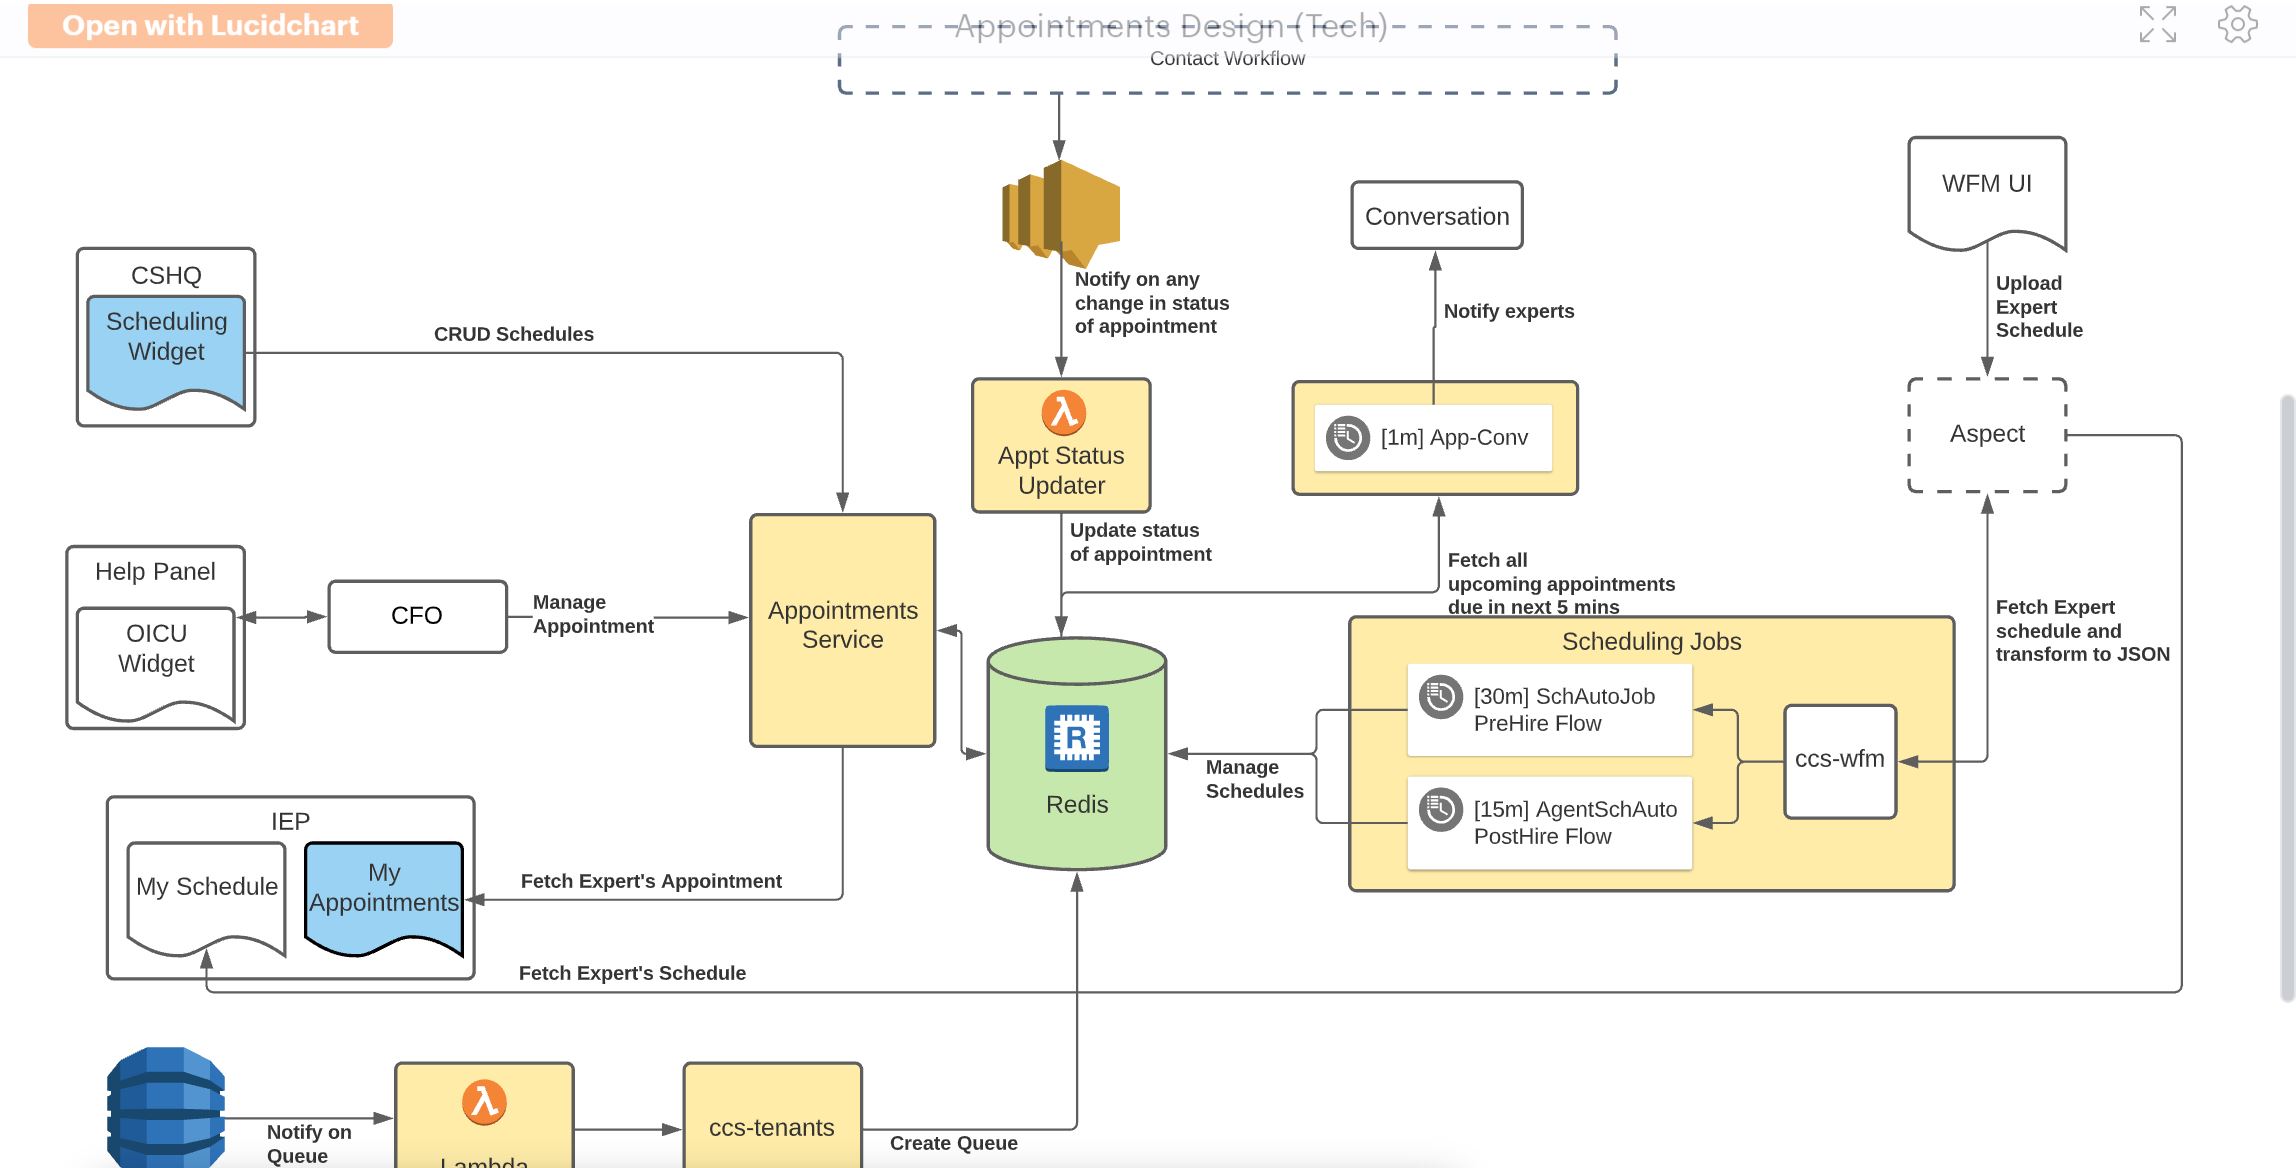 Open with Lucidchart
Appointments Design (Tech)
Contact Workflow
WFM UI
Conversation
CSHQ
Scheduling
Widget
CRUD Schedules
Notify on any
change in status
of appointment
Notify experts
Upload
Expert
Schedule
λ
Appt Status
Updater
[1m] App-Conv
Aspect
Update status
of appointment
Fetch all
upcoming appointments
due in next 5 mins
Help Panel
OICU
Widget
CFO
Manage
Appointment
Appointments
Service
Fetch Expert
schedule and
transform to JSON
Scheduling Jobs
[30m] SchAutoJob
PreHire Flow
[15m] AgentSchAuto
PostHire Flow
ccs-wfm
R
Redis
Manage
Schedules
IEP
My Schedule
My
Appointments
Fetch Expert's Appointment
Fetch Expert's Schedule
Notify on
Queue
λ
Lambda
ccs-tenants
Create Queue